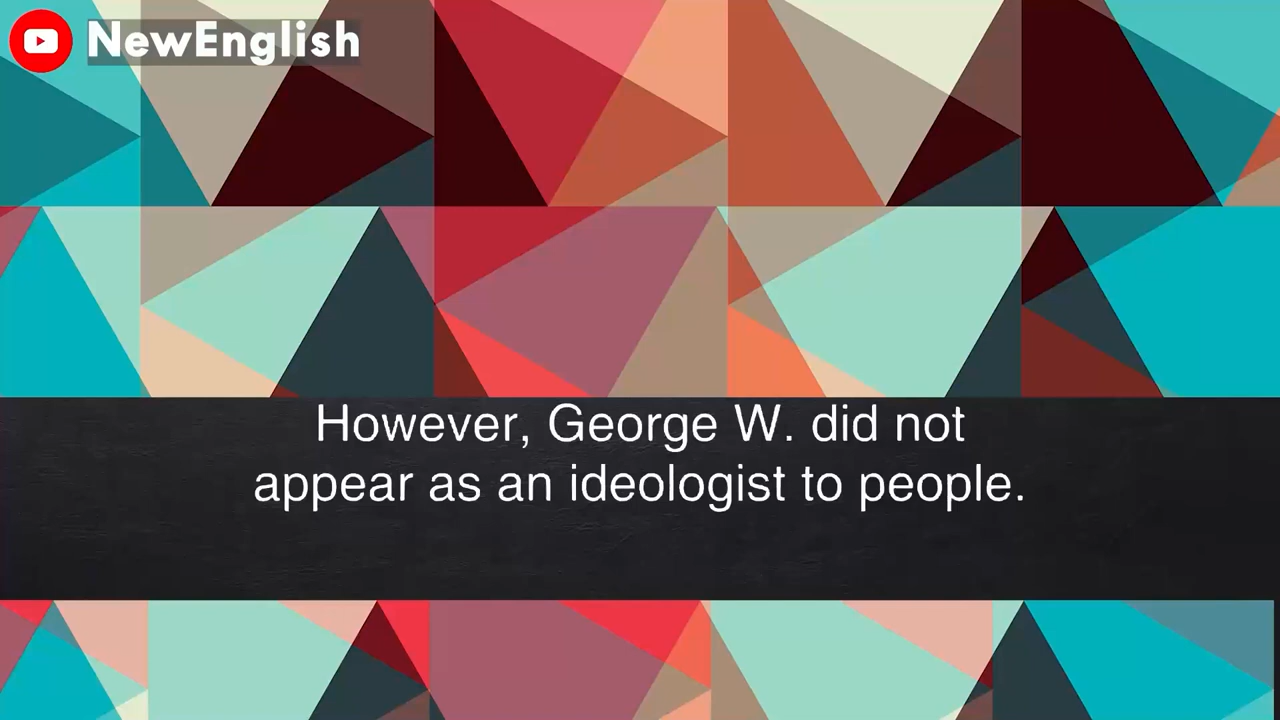 NewEnglish
However, George W. did not
appear as an ideologist to people.